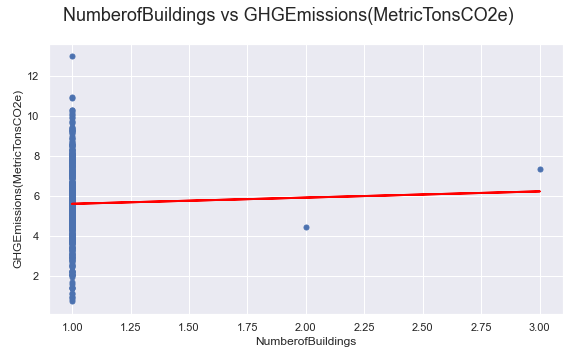 NumberofBuildings vs GHGEmissions(MetricTonsCO2e)
GHGEmissions(MetricTonsCO2e)
12
10
8
6
4
2
1.00 1.25 1.50 1.75 2.00 2.25 2.50 2.75 3.00
NumberofBuildings